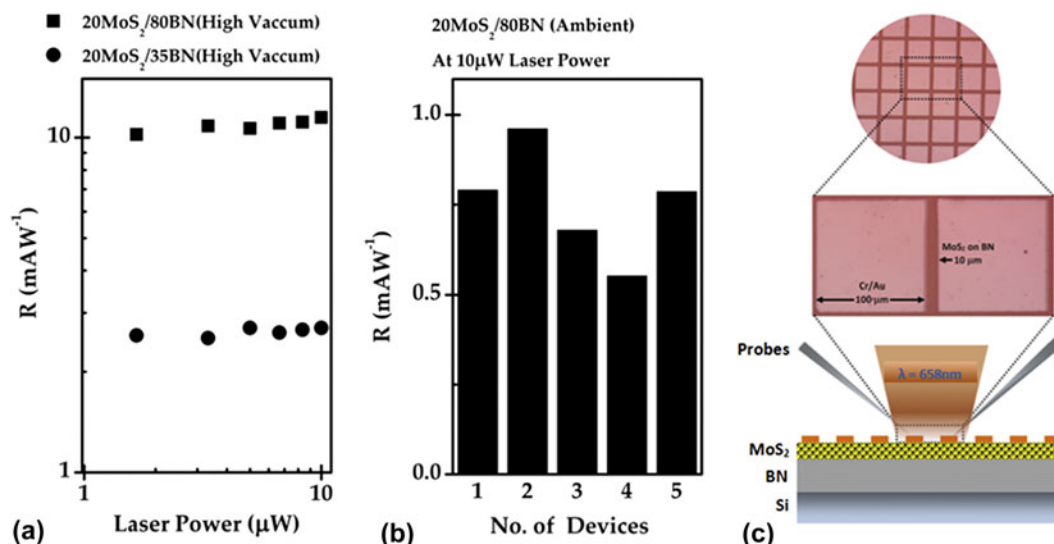 ■ 20MoS₂/80BN(High Vaccum)
● 20MoS₂/35BN(High Vaccum)
R (mAW⁻¹)
10
1
1
10
Laser Power (μW)
(a)
20MoS₂/80BN (Ambient)
At 10μW Laser Power
R (mAW⁻¹)
1.0
0.5
0.0
1 2 3 4 5
No. of Devices
(b)
MoS₂ on BN
10 μm
Cr/Au
100 μm
Probes
λ = 658nm
MoS₂
BN
Si
(c)